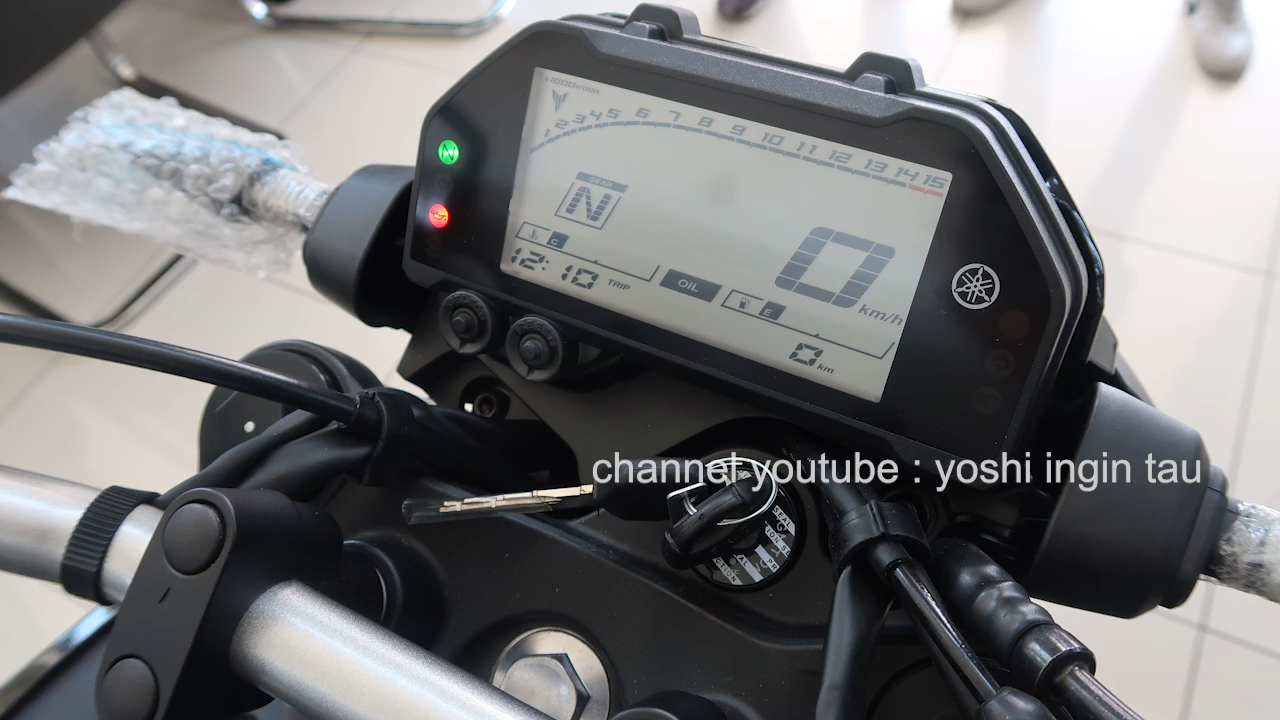 x1000r/min
1 2 3 4 5 6 7 8 9 10 11 12 13 14 15
N
GEAR
N
0
km/h
C
12:10 TRIP
OIL
E
0 km
channel youtube : yoshi ingin tau